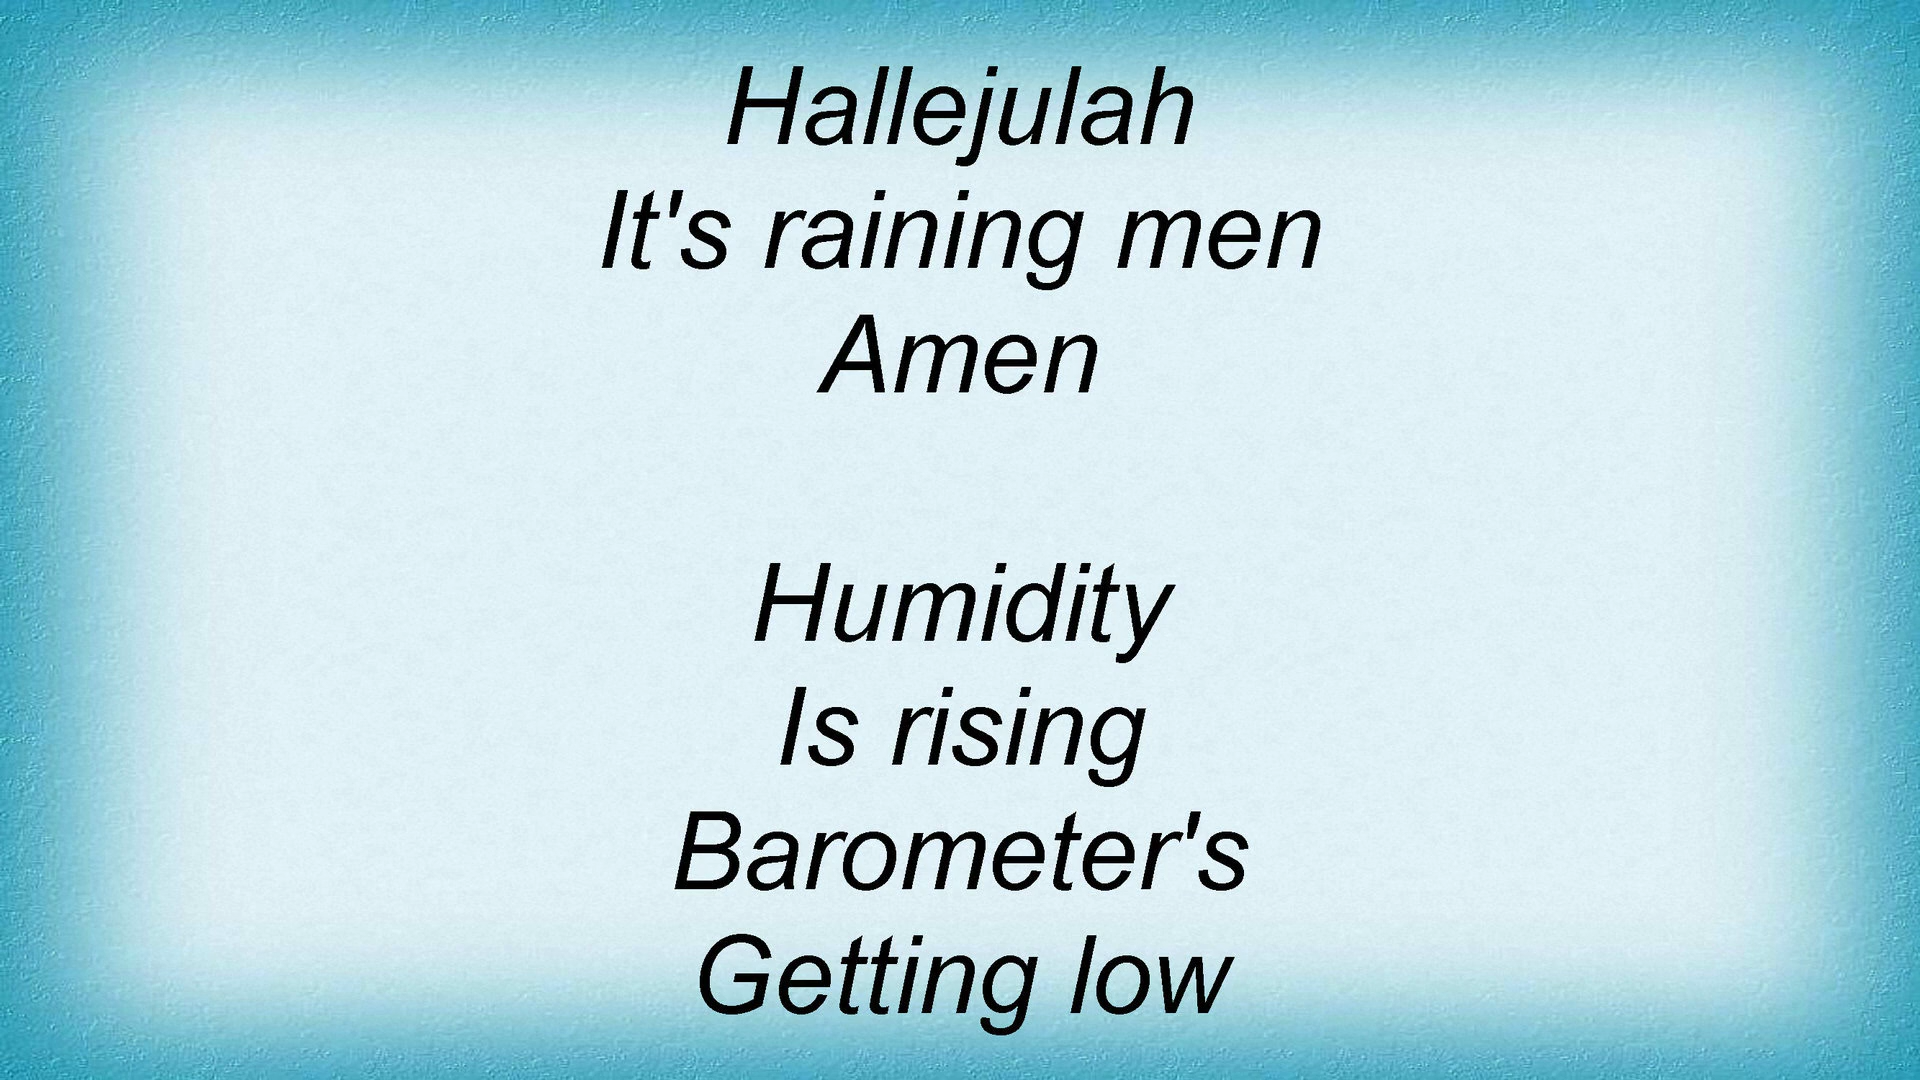 Hallejulah
It's raining men
Amen
Humidity
Is rising
Barometer's
Getting low